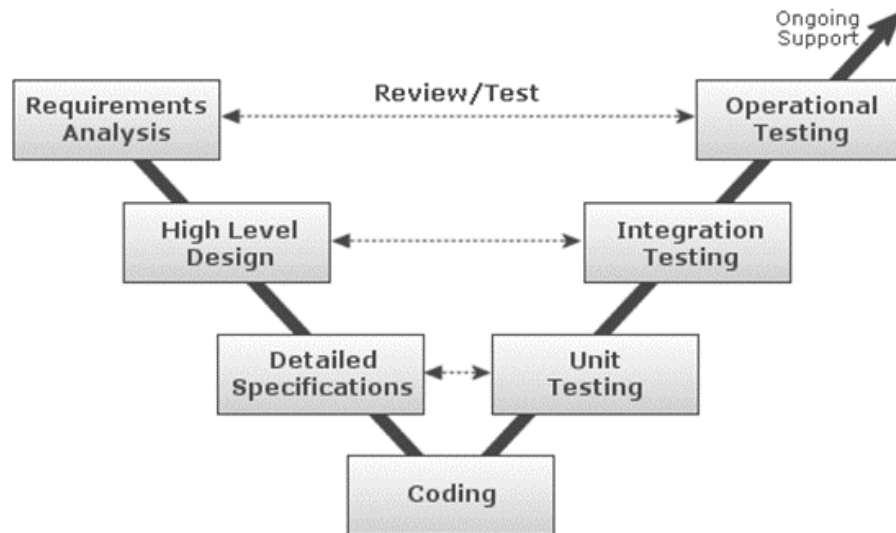 Ongoing
Support
Requirements
Analysis
Review/Test
Operational
Testing
High Level
Design
Integration
Testing
Detailed
Specifications
Unit
Testing
Coding